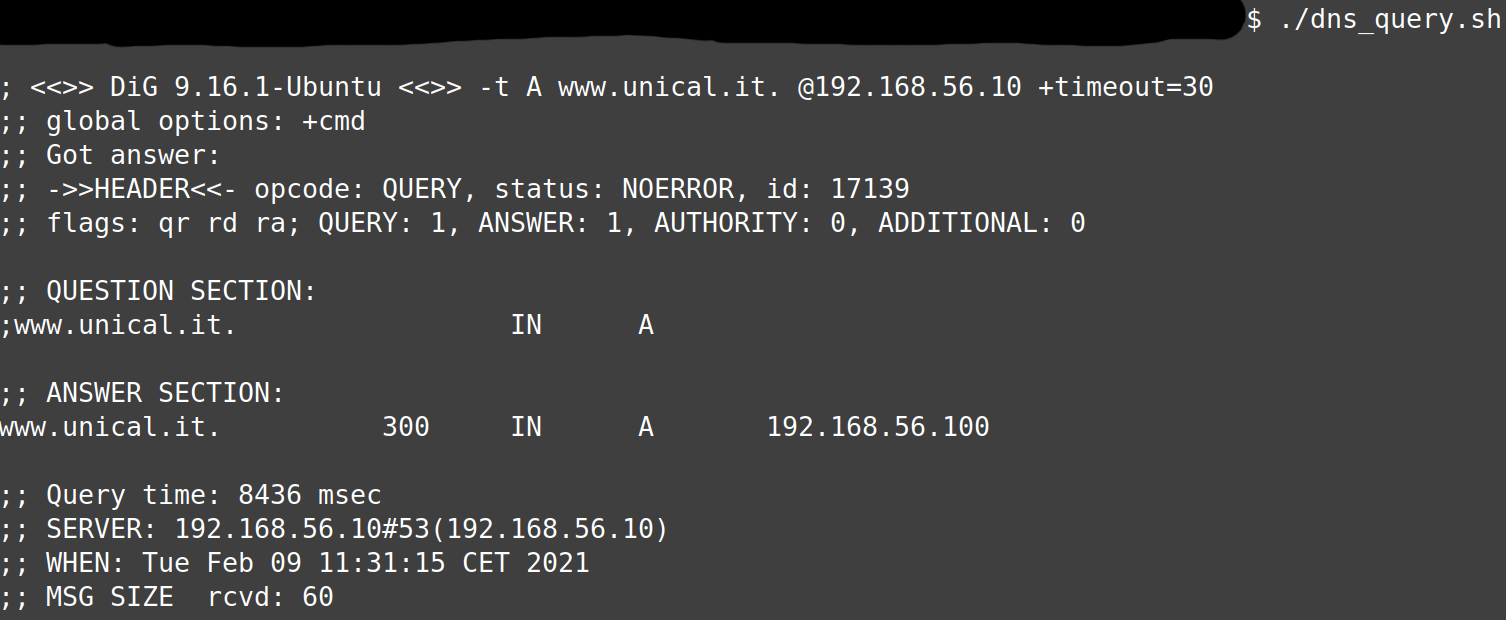 $ ./dns_query.sh
; <<>> DiG 9.16.1-Ubuntu <<>> -t A www.unical.it. @192.168.56.10 +timeout=30
;; global options: +cmd
;; Got answer:
;; ->>HEADER<<- opcode: QUERY, status: NOERROR, id: 17139
;; flags: qr rd ra; QUERY: 1, ANSWER: 1, AUTHORITY: 0, ADDITIONAL: 0
;; QUESTION SECTION:
;www.unical.it. IN A
;; ANSWER SECTION:
www.unical.it. 300 IN A 192.168.56.100
;; Query time: 8436 msec
;; SERVER: 192.168.56.10#53(192.168.56.10)
;; WHEN: Tue Feb 09 11:31:15 CET 2021
;; MSG SIZE  rcvd: 60